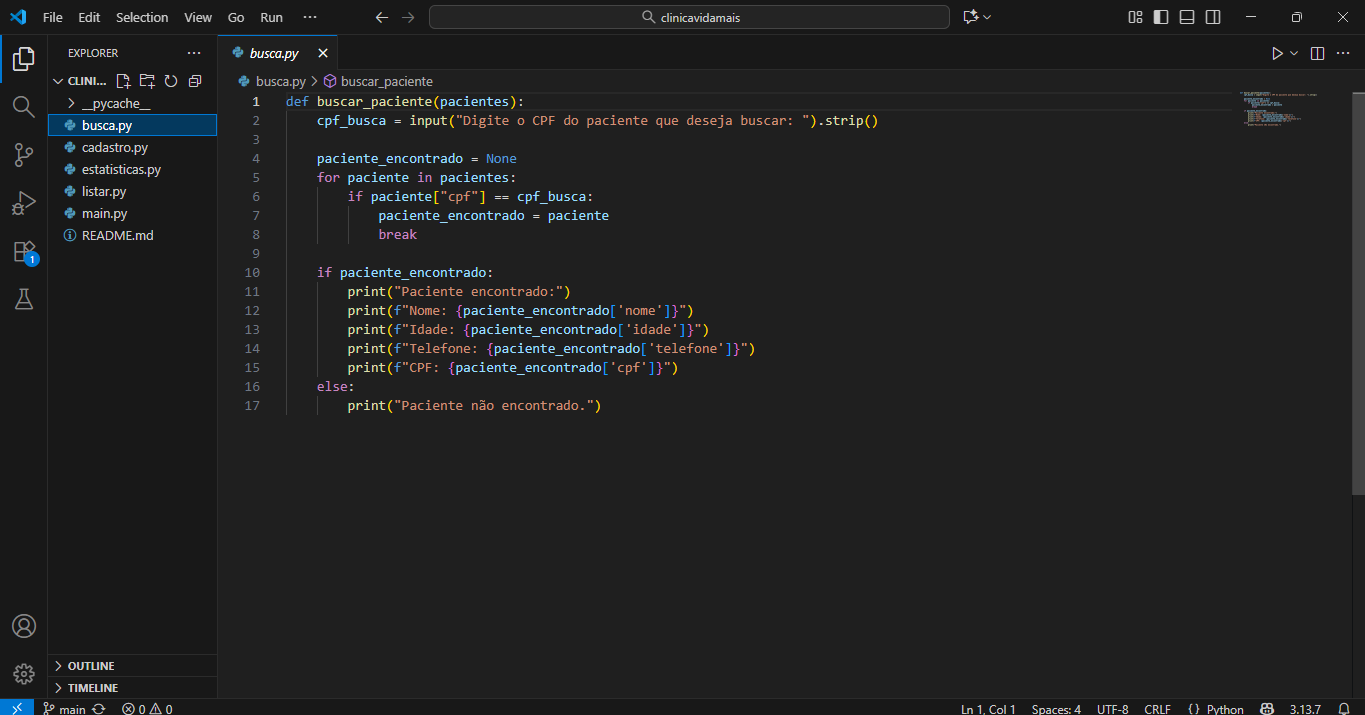 File Edit Selection View Go Run ··· clinicavidamais
EXPLORER ···
CLINI...
__pycache__
busca.py
cadastro.py
estatisticas.py
listar.py
main.py
README.md
1
OUTLINE
TIMELINE
busca.py
busca.py > buscar_paciente
1 def buscar_paciente(pacientes):
2 cpf_busca = input("Digite o CPF do paciente que deseja buscar: ").strip()
3
4 paciente_encontrado = None
5 for paciente in pacientes:
6 if paciente["cpf"] == cpf_busca:
7 paciente_encontrado = paciente
8 break
9
10 if paciente_encontrado:
11 print("Paciente encontrado:")
12 print(f"Nome: {paciente_encontrado['nome']}")
13 print(f"Idade: {paciente_encontrado['idade']}")
14 print(f"Telefone: {paciente_encontrado['telefone']}")
15 print(f"CPF: {paciente_encontrado['cpf']}")
16 else:
17 print("Paciente não encontrado.")
main 0 0 Ln 1, Col 1 Spaces: 4 UTF-8 CRLF {} Python 3.13.7